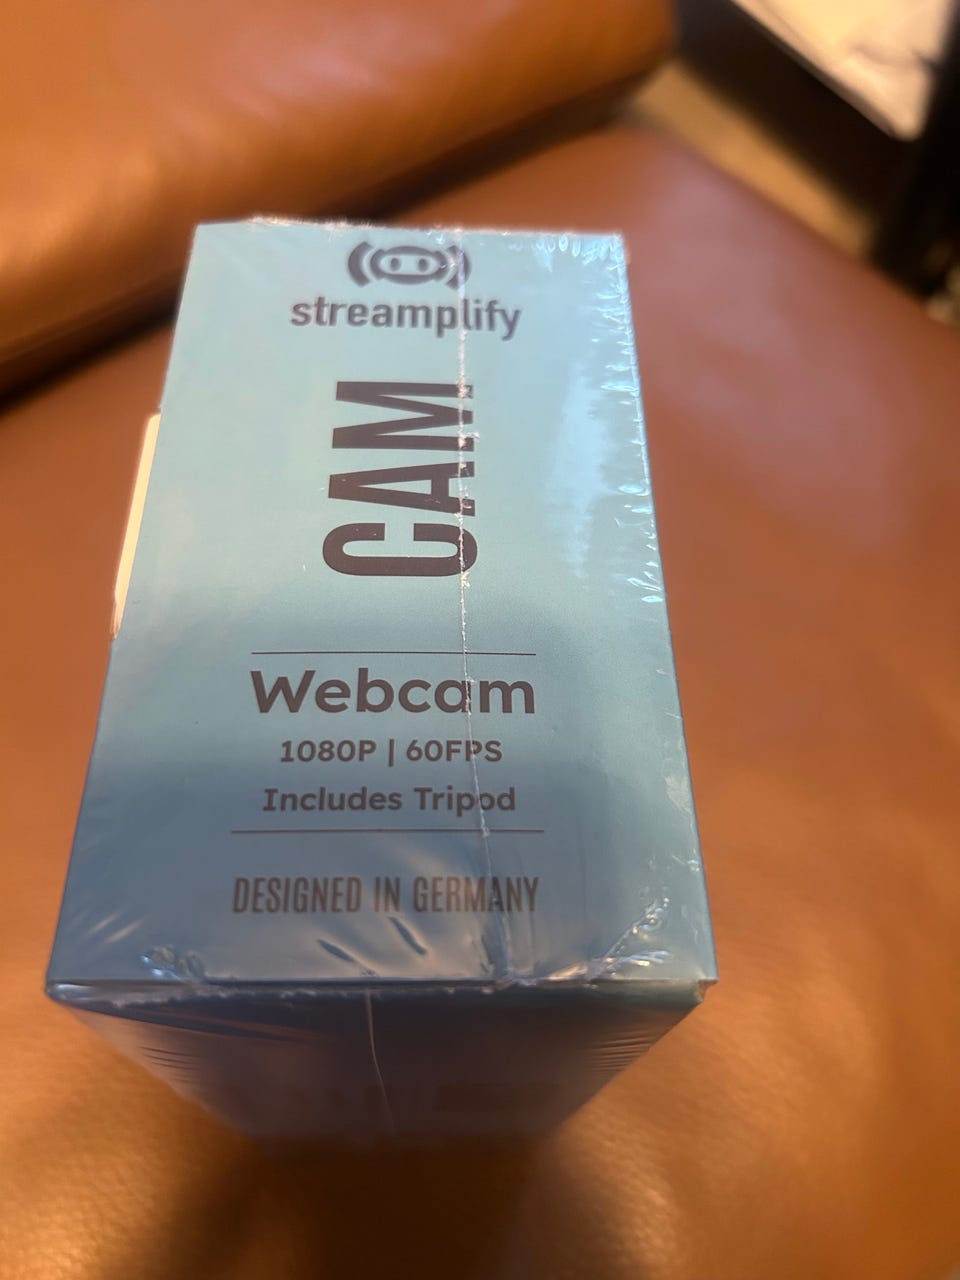 streamplify
CAM
Webcam
1080P | 60FPS
Includes Tripod
DESIGNED IN GERMANY